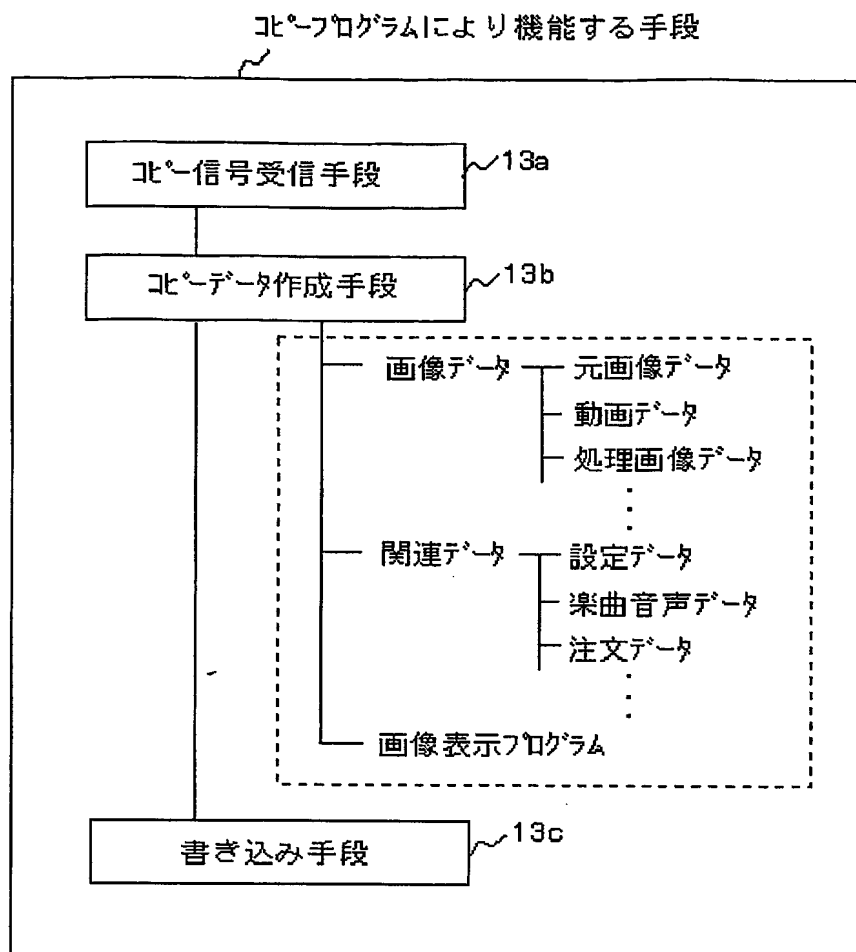 コピープログラムにより機能する手段
コピー信号受信手段
13a
コピーデータ作成手段
13b
画像データ
元画像データ
動画データ
処理画像データ
関連データ
設定データ
楽曲音声データ
注文データ
画像表示プログラム
書き込み手段
13c